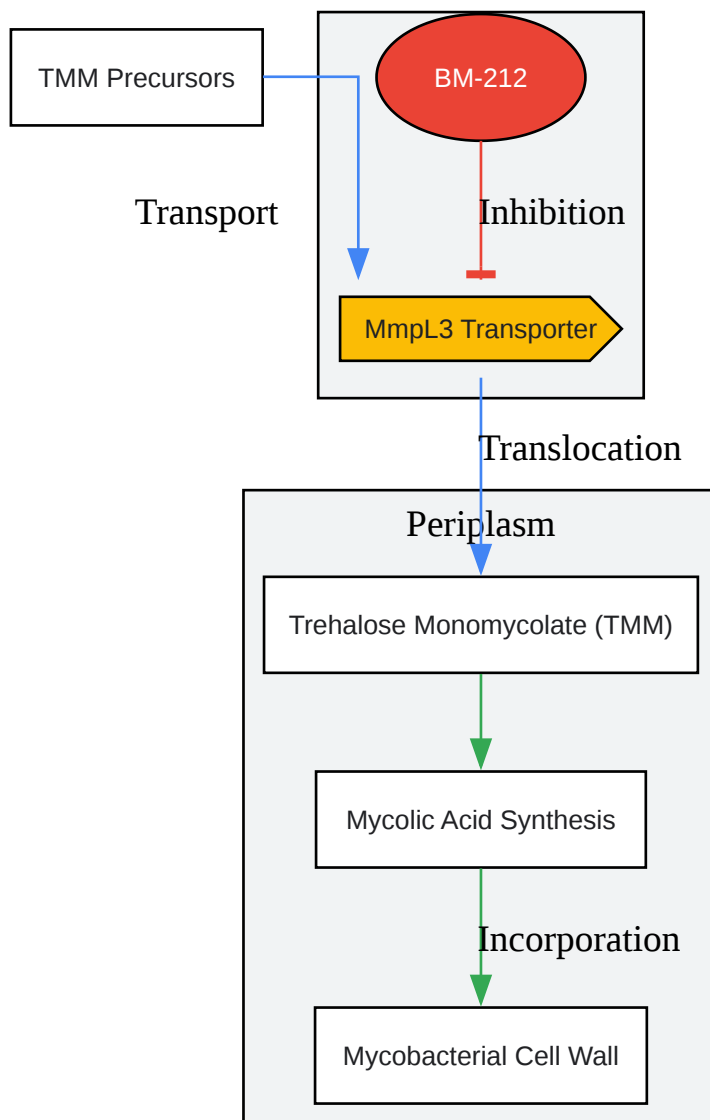 TMM Precursors
BM-212
Transport
Inhibition
MmpL3 Transporter
Translocation
Periplasm
Trehalose Monomycolate (TMM)
Mycolic Acid Synthesis
Incorporation
Mycobacterial Cell Wall